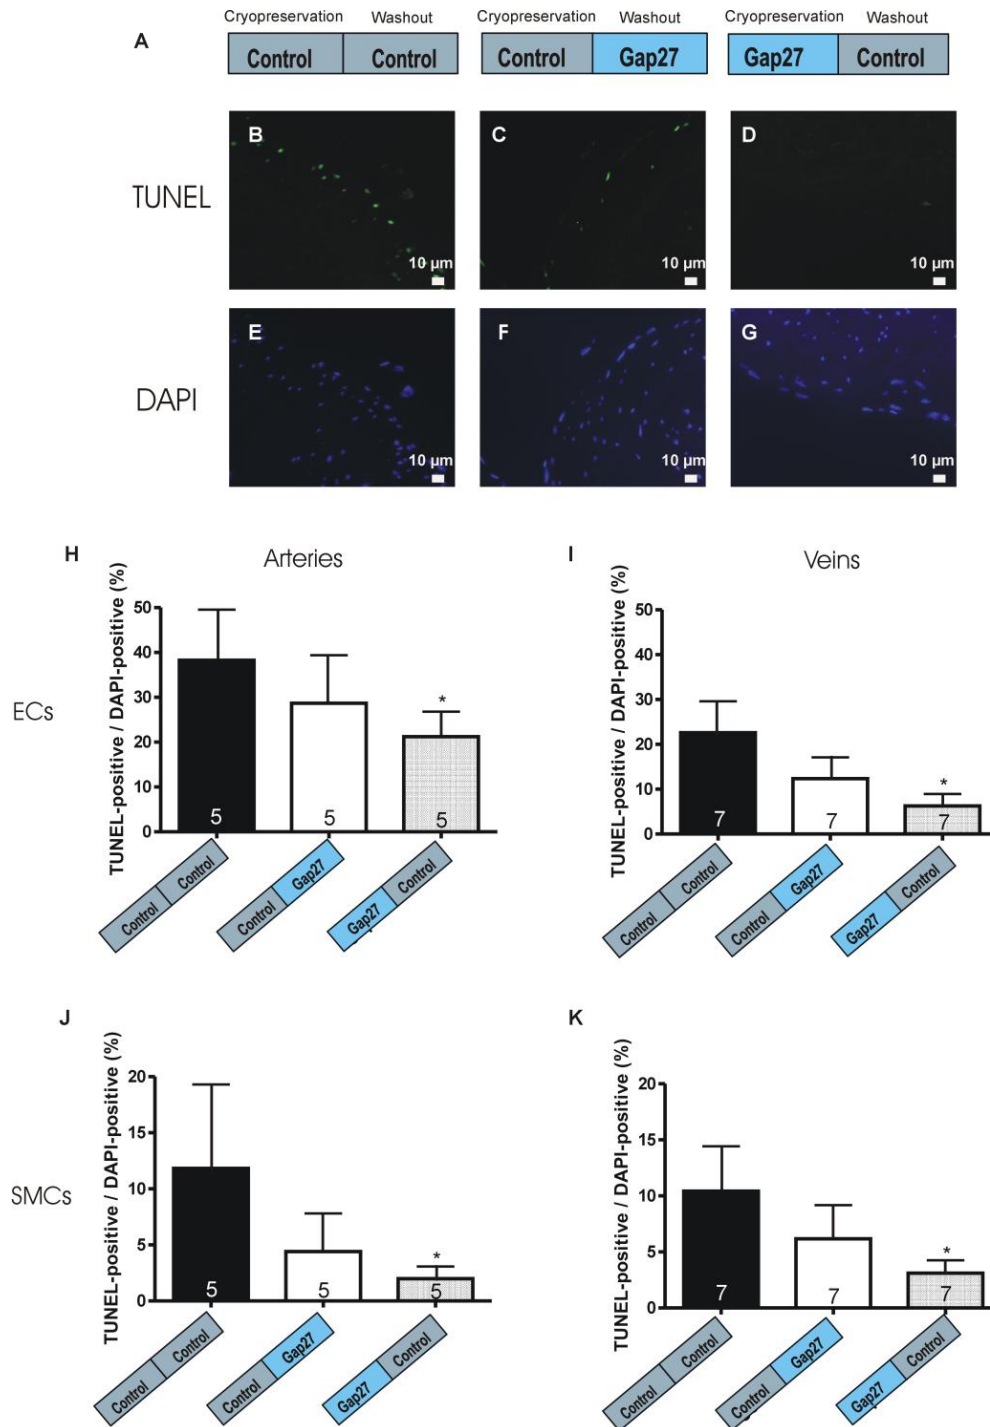 Cryopreservation Washout Cryopreservation Washout Cryopreservation Washout
A Control Control Control Gap27 Gap27 Control
B C D
TUNEL
10 µm 10 µm 10 µm
E F G
DAPI
10 µm 10 µm 10 µm
H Arteries I Veins
ECs
TUNEL-positive / DAPI-positive (%)
50
40
30
20
10
0
*
5 5 5
Control Control Control Gap27 Gap27 Control
TUNEL-positive / DAPI-positive (%)
50
40
30
20
10
0
*
7 7 7
Control Control Control Gap27 Gap27 Control
J K
SMCs
TUNEL-positive / DAPI-positive (%)
20
15
10
5
0
*
5 5 5
Control Control Control Gap27 Gap27 Control
TUNEL-positive / DAPI-positive (%)
20
15
10
5
0
*
7 7 7
Control Control Control Gap27 Gap27 Control